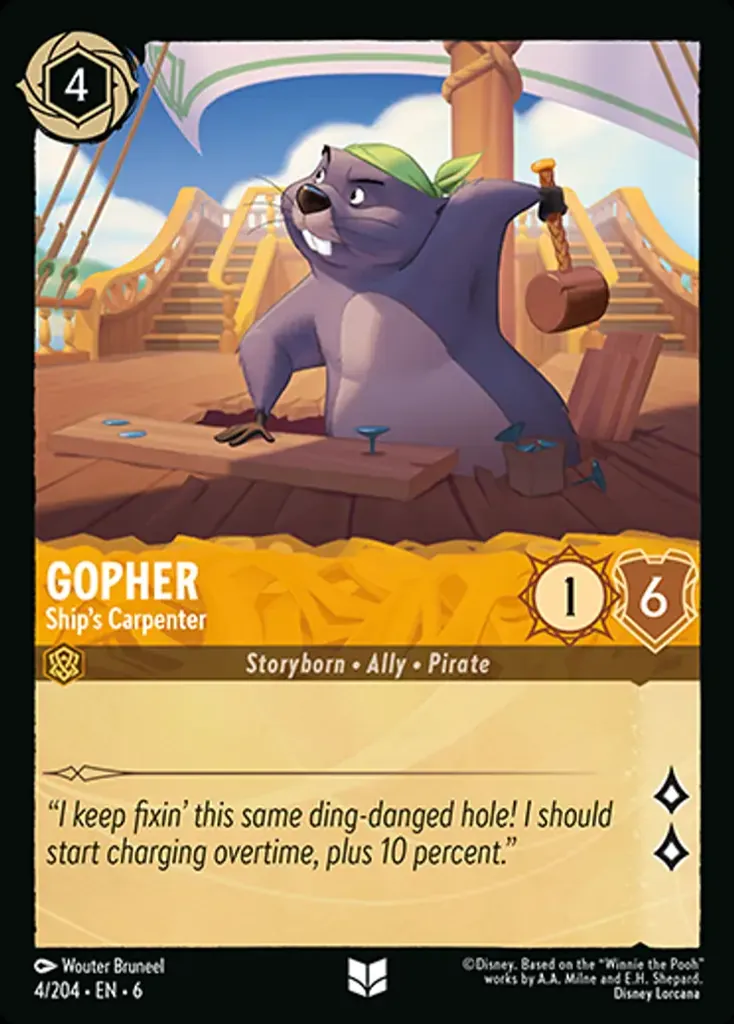 4
GOPHER
Ship's Carpenter
1
6
Storyborn • Ally • Pirate
“I keep fixin’ this same ding-danged hole! I should
start charging overtime, plus 10 percent.”
Wouter Bruneel
4/204 • EN • 6
©Disney. Based on the “Winnie the Pooh”
works by A.A. Milne and E.H. Shepard.
Disney Lorcana